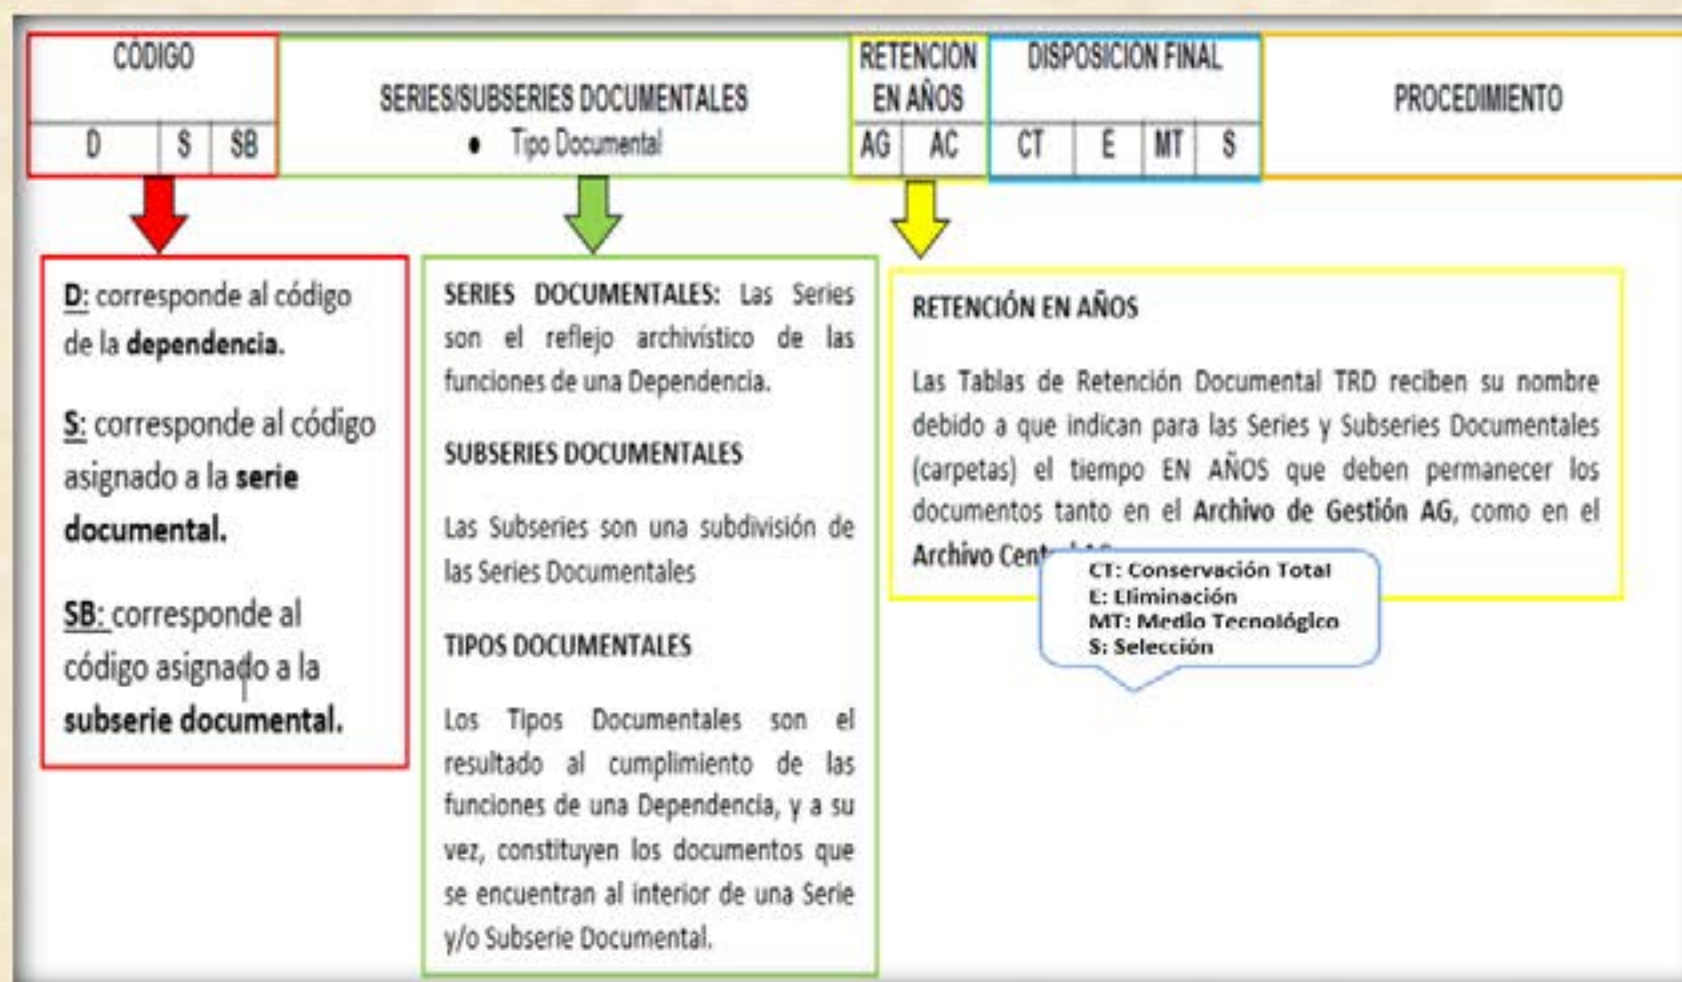 CÓDIGO
D S SB
SERIES/SUBSERIES DOCUMENTALES
● Tipo Documental
RETENCIÓN
EN AÑOS
AG AC
DISPOSICIÓN FINAL
CT E MT S
PROCEDIMIENTO
D: corresponde al código
de la dependencia.
S: corresponde al código
asignado a la serie
documental.
SB: corresponde al
código asignado a la
subserie documental.
SERIES DOCUMENTALES: Las Series
son el reflejo archivístico de las
funciones de una Dependencia.
SUBSERIES DOCUMENTALES
Las Subseries son una subdivisión de
las Series Documentales
TIPOS DOCUMENTALES
Los Tipos Documentales son el
resultado al cumplimiento de las
funciones de una Dependencia, y a su
vez, constituyen los documentos que
se encuentran al interior de una Serie
y/o Subserie Documental.
RETENCIÓN EN AÑOS
Las Tablas de Retención Documental TRD reciben su nombre
debido a que indican para las Series y Subseries Documentales
(carpetas) el tiempo EN AÑOS que deben permanecer los
documentos tanto en el Archivo de Gestión AG, como en el
Archivo
CT: Conservación Total
E: Eliminación
MT: Medio Tecnológico
S: Selección